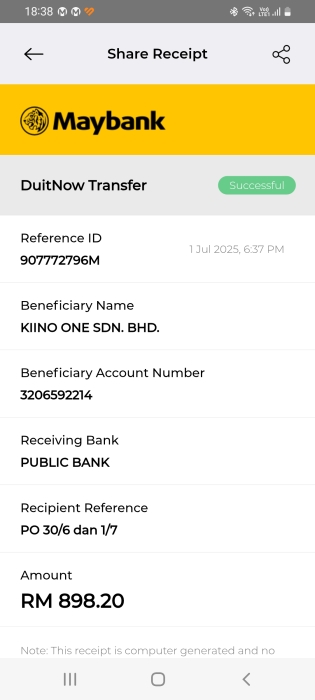 18:38
Share Receipt
Maybank
DuitNow Transfer
Successful
Reference ID
1 Jul 2025, 6:37 PM
907772796M
Beneficiary Name
KIINO ONE SDN. BHD.
Beneficiary Account Number
3206592214
Receiving Bank
PUBLIC BANK
Recipient Reference
PO 30/6 dan 1/7
Amount
RM 898.20
Note: This receipt is computer generated and no